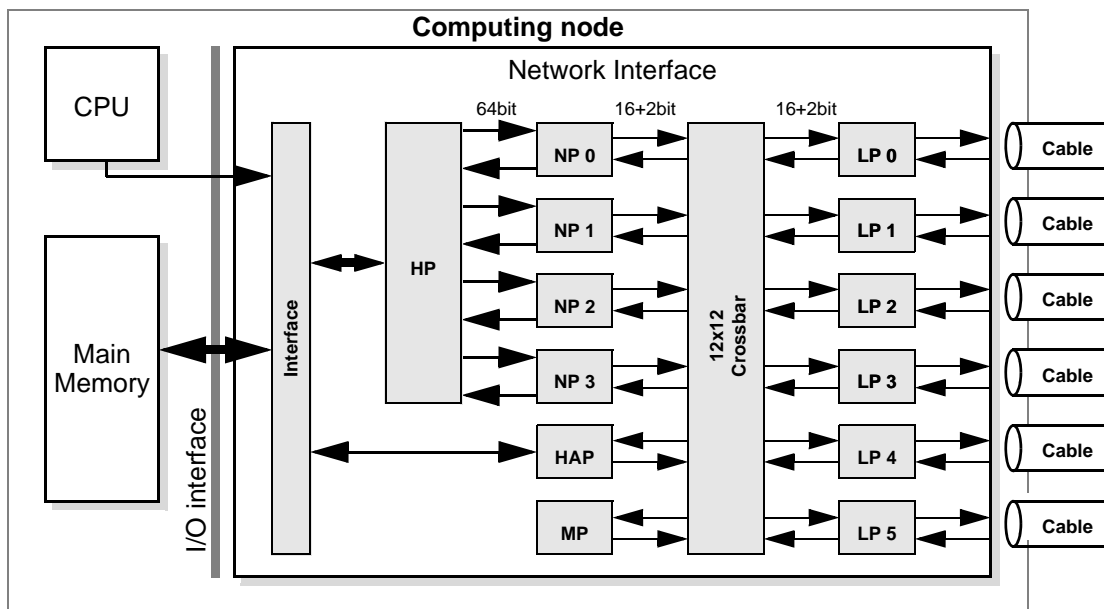 Computing node
Network Interface
CPU
Main
Memory
I/O interface
Interface
HP
64bit
16+2bit
16+2bit
NP 0
NP 1
NP 2
NP 3
HAP
MP
12x12
Crossbar
LP 0
LP 1
LP 2
LP 3
LP 4
LP 5
Cable
Cable
Cable
Cable
Cable
Cable